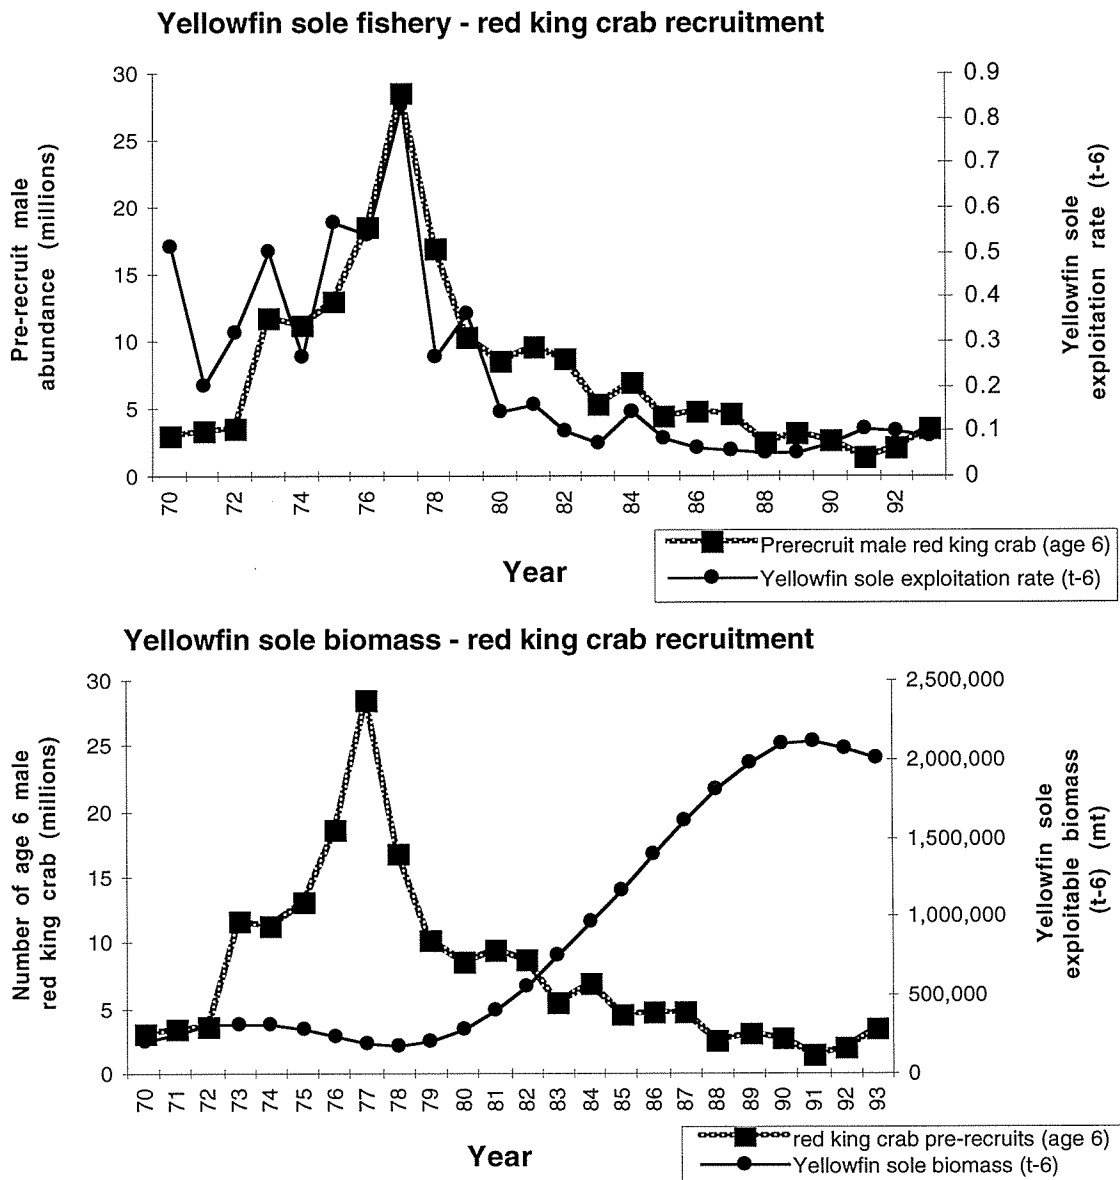 Yellowfin sole fishery - red king crab recruitment
Pre-recruit male
abundance (millions)
30
25
20
15
10
5
0
0.9
0.8
0.7
0.6
0.5
0.4
0.3
0.2
0.1
0
Yellowfin sole
exploitation rate (t-6)
70 72 74 76 78 80 82 84 86 88 90 92
Year
Prerecruit male red king crab (age 6)
Yellowfin sole exploitation rate (t-6)
Yellowfin sole biomass - red king crab recruitment
Number of age 6 male
red king crab (millions)
30
25
20
15
10
5
0
2,500,000
2,000,000
1,500,000
1,000,000
500,000
0
Yellowfin sole
exploitable biomass
(t-6) (mt)
70 71 72 73 74 75 76 77 78 79 80 81 82 83 84 85 86 87 88 89 90 91 92 93
Year
red king crab pre-recruits (age 6)
Yellowfin sole biomass (t-6)